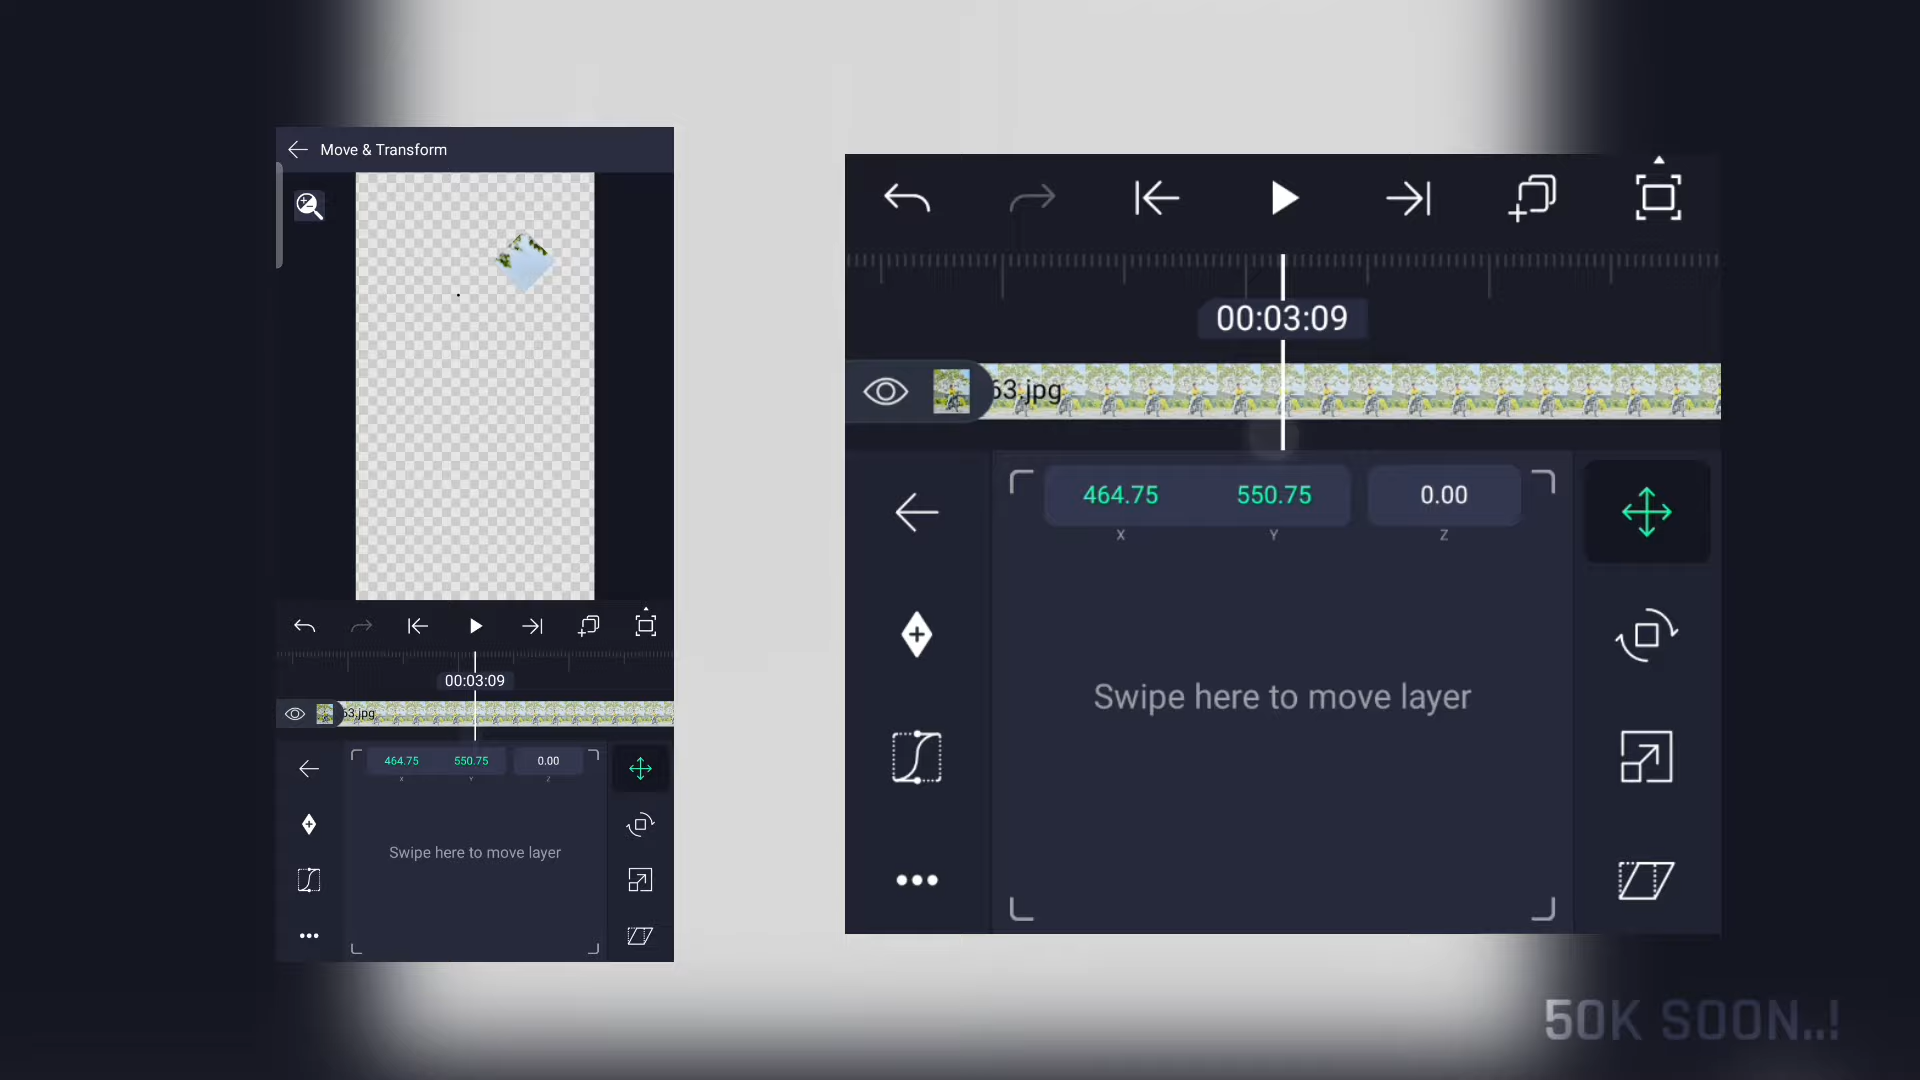 Move & Transform
00:03:09
63.jpg
464.75 550.75 0.00
X Y Z
Swipe here to move layer
00:03:09
63.jpg
464.75 550.75 0.00
X Y Z
Swipe here to move layer
50K SOON..!